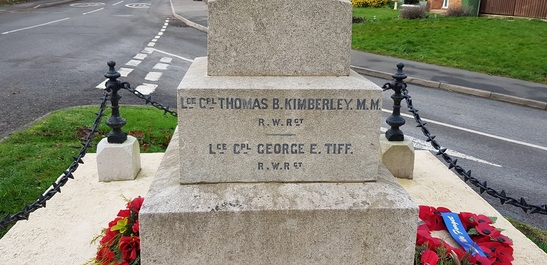 LCE CPL THOMAS B. KIMBERLEY. M.M.
R.W.RGT
LCE CPL GEORGE E. TIFF.
R.W.RGT